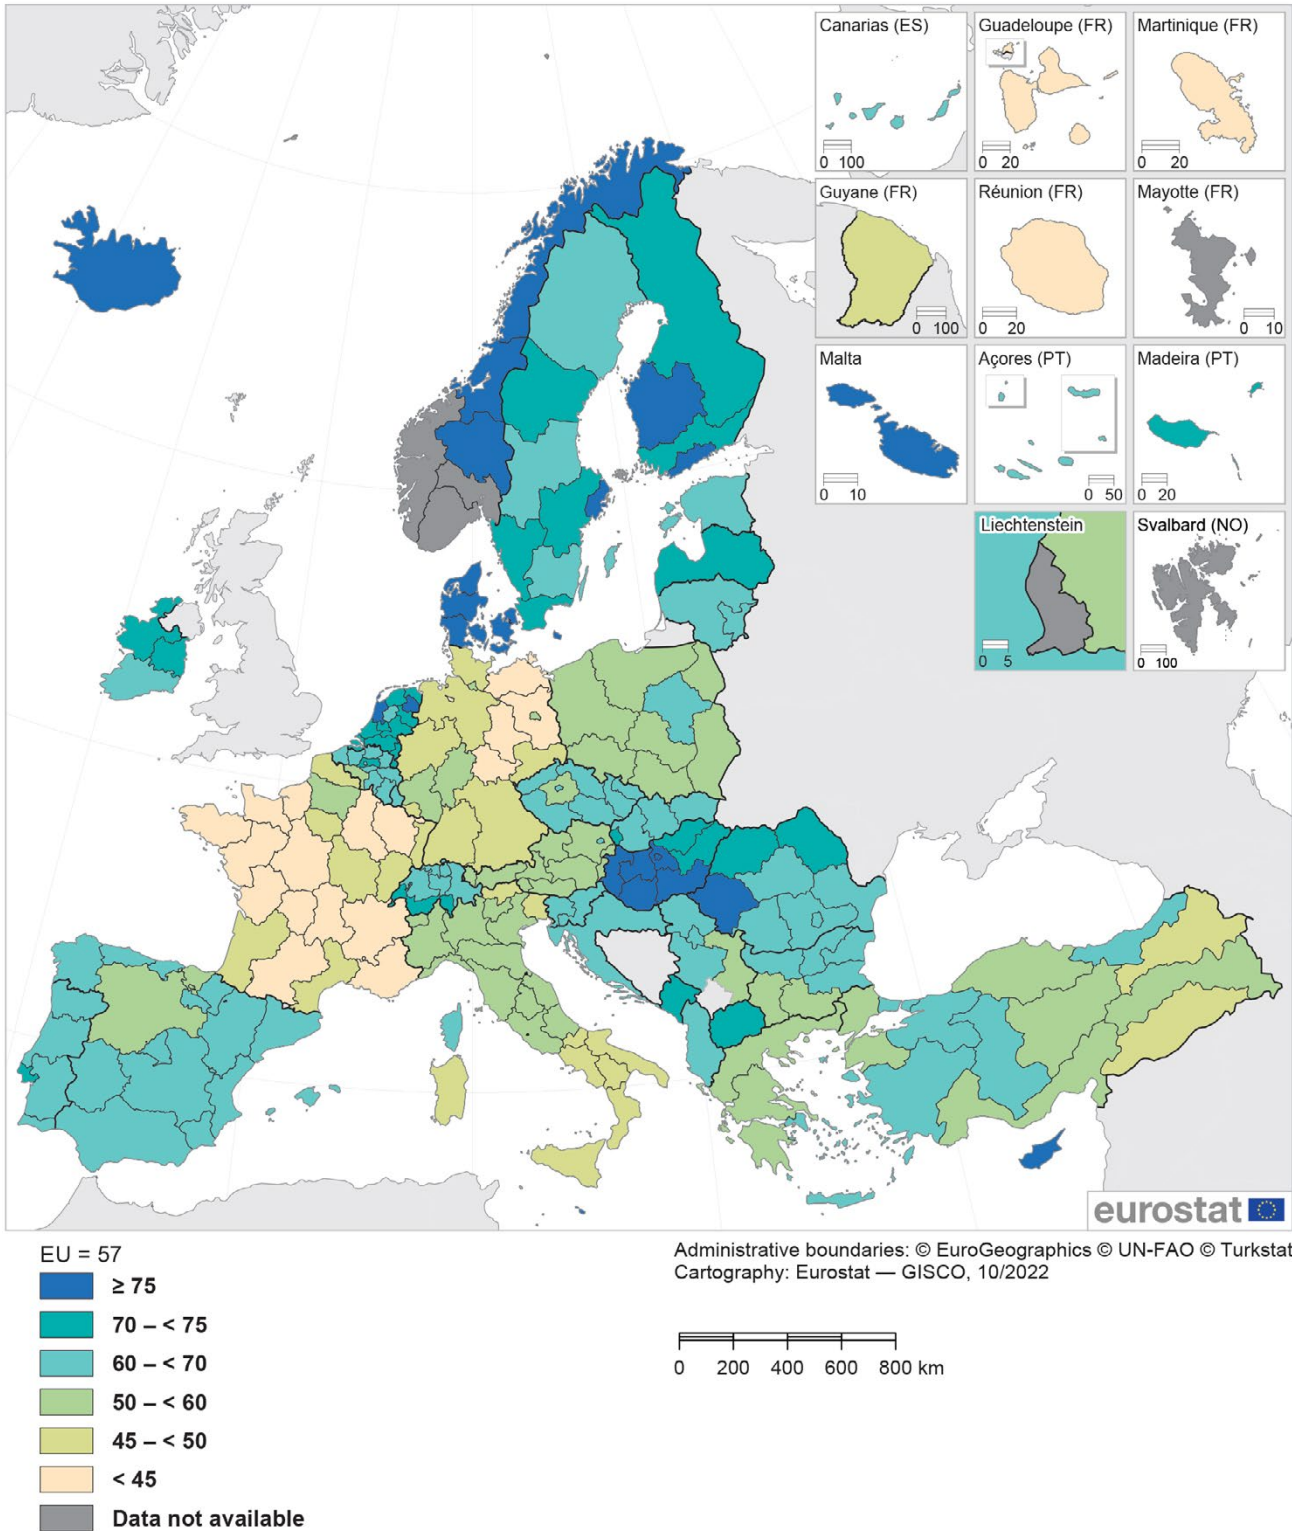 Canarias (ES)
0 100
Guadeloupe (FR)
0 20
Martinique (FR)
0 20
Guyane (FR)
0 100
Réunion (FR)
0 20
Mayotte (FR)
0 10
Malta
0 10
Açores (PT)
0 50
Madeira (PT)
0 20
Liechtenstein
0 5
Svalbard (NO)
0 100
eurostat
EU = 57
≥ 75
70 – < 75
60 – < 70
50 – < 60
45 – < 50
< 45
Data not available
Administrative boundaries: © EuroGeographics © UN-FAO © Turkstat
Cartography: Eurostat — GISCO, 10/2022
0 200 400 600 800 km